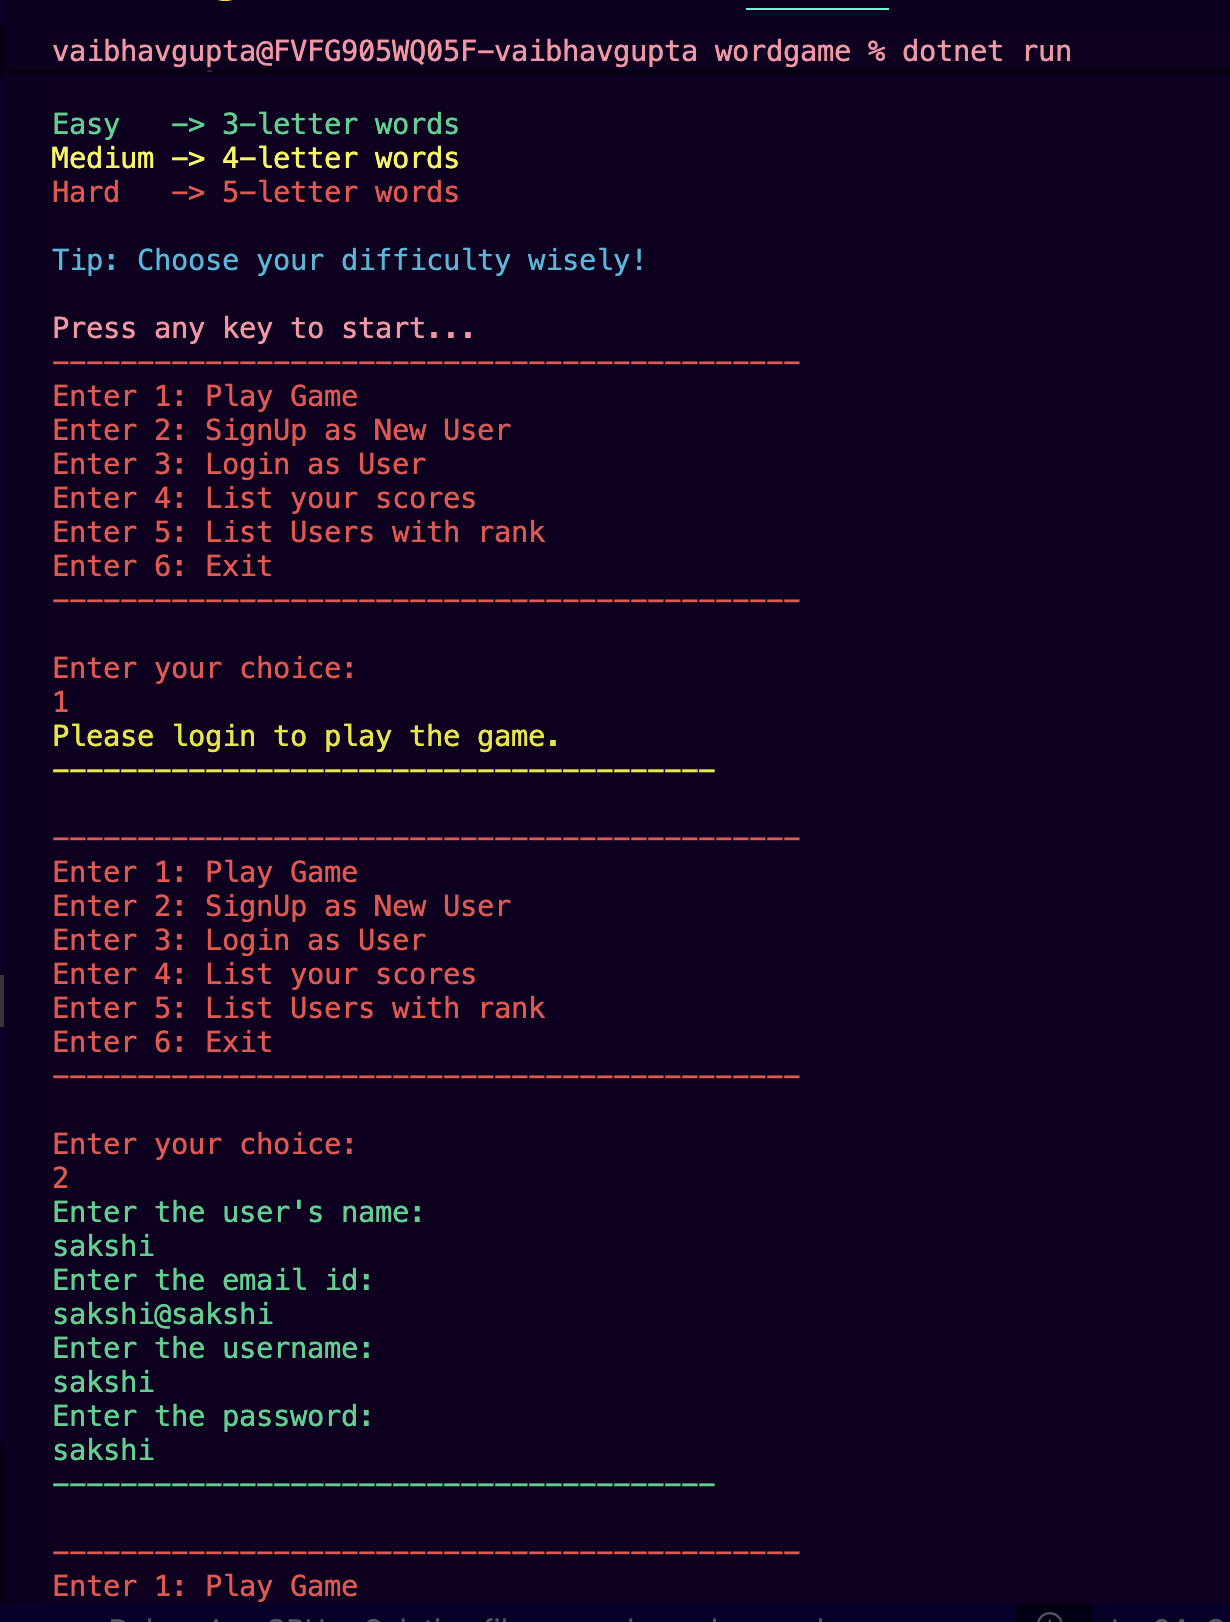 vaibhavgupta@FVFG905WQ05F-vaibhavgupta wordgame % dotnet run
Easy   -> 3-letter words
Medium -> 4-letter words
Hard   -> 5-letter words
Tip: Choose your difficulty wisely!
Press any key to start...
--------------------------------------------
Enter 1: Play Game
Enter 2: SignUp as New User
Enter 3: Login as User
Enter 4: List your scores
Enter 5: List Users with rank
Enter 6: Exit
--------------------------------------------
Enter your choice:
1
Please login to play the game.
---------------------------------------
--------------------------------------------
Enter 1: Play Game
Enter 2: SignUp as New User
Enter 3: Login as User
Enter 4: List your scores
Enter 5: List Users with rank
Enter 6: Exit
--------------------------------------------
Enter your choice:
2
Enter the user's name:
sakshi
Enter the email id:
sakshi@sakshi
Enter the username:
sakshi
Enter the password:
sakshi
---------------------------------------
--------------------------------------------
Enter 1: Play Game